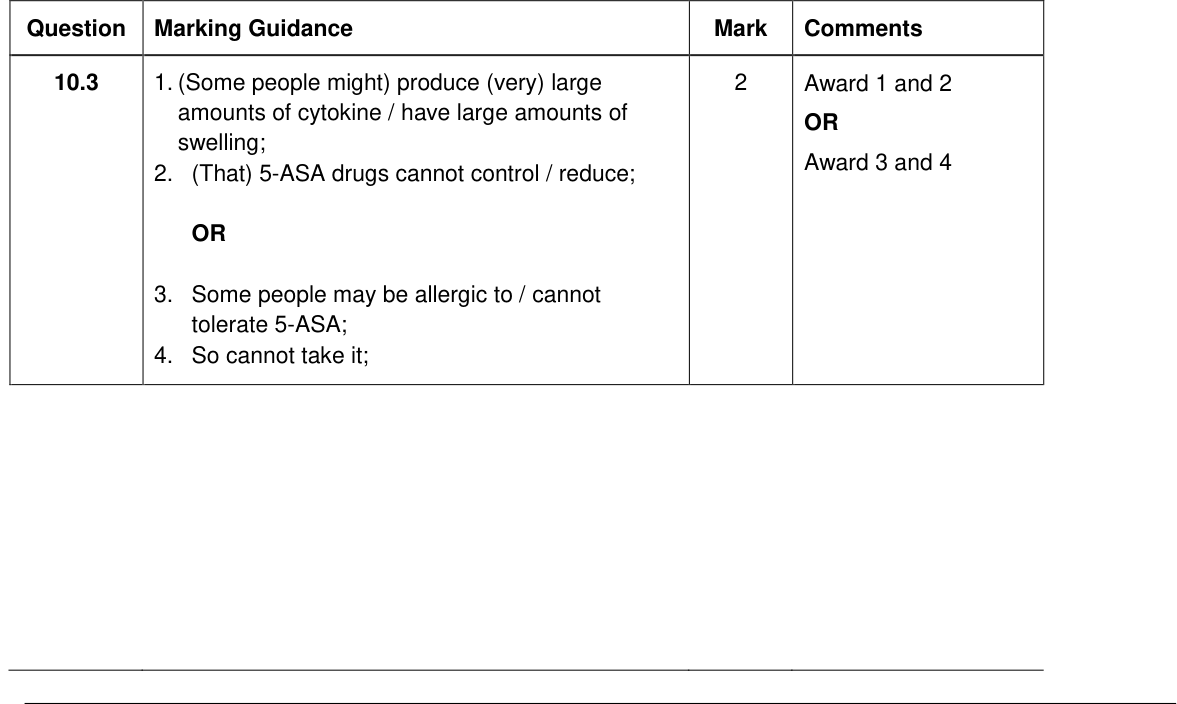 Question Marking Guidance Mark Comments
10.3 1. (Some people might) produce (very) large 2 Award 1 and 2
amounts of cytokine / have large amounts of OR
swelling; Award 3 and 4
2. (That) 5-ASA drugs cannot control / reduce;
OR
3. Some people may be allergic to / cannot
tolerate 5-ASA;
4. So cannot take it;